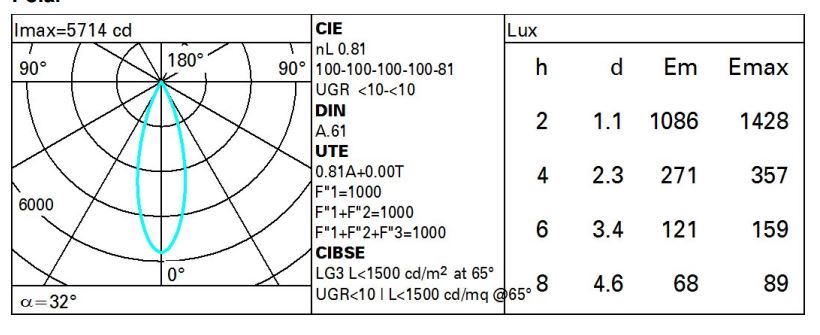 Imax=5714 cd
90°
180°
90°
6000
0°
α=32°
CIE
nL 0.81
100-100-100-100-81
UGR <10-<10
DIN
A.61
UTE
0.81A+0.00T
F"1=1000
F"1+F"2=1000
F"1+F"2+F"3=1000
CIBSE
LG3 L<1500 cd/m² at 65°
UGR<10 | L<1500 cd/mq @65°
Lux
h d Em Emax
2 1.1 1086 1428
4 2.3 271 357
6 3.4 121 159
8 4.6 68 89